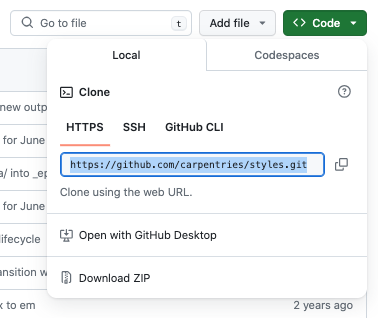 Go to file
t
Add file
Code
Local
Codespaces
Clone
HTTPS
SSH
GitHub CLI
https://github.com/carpentries/styles.git
Clone using the web URL.
Open with GitHub Desktop
Download ZIP
new outp
for June
a/ into _ep
for June
lifecycle
ansition w
x to em
2 years ago